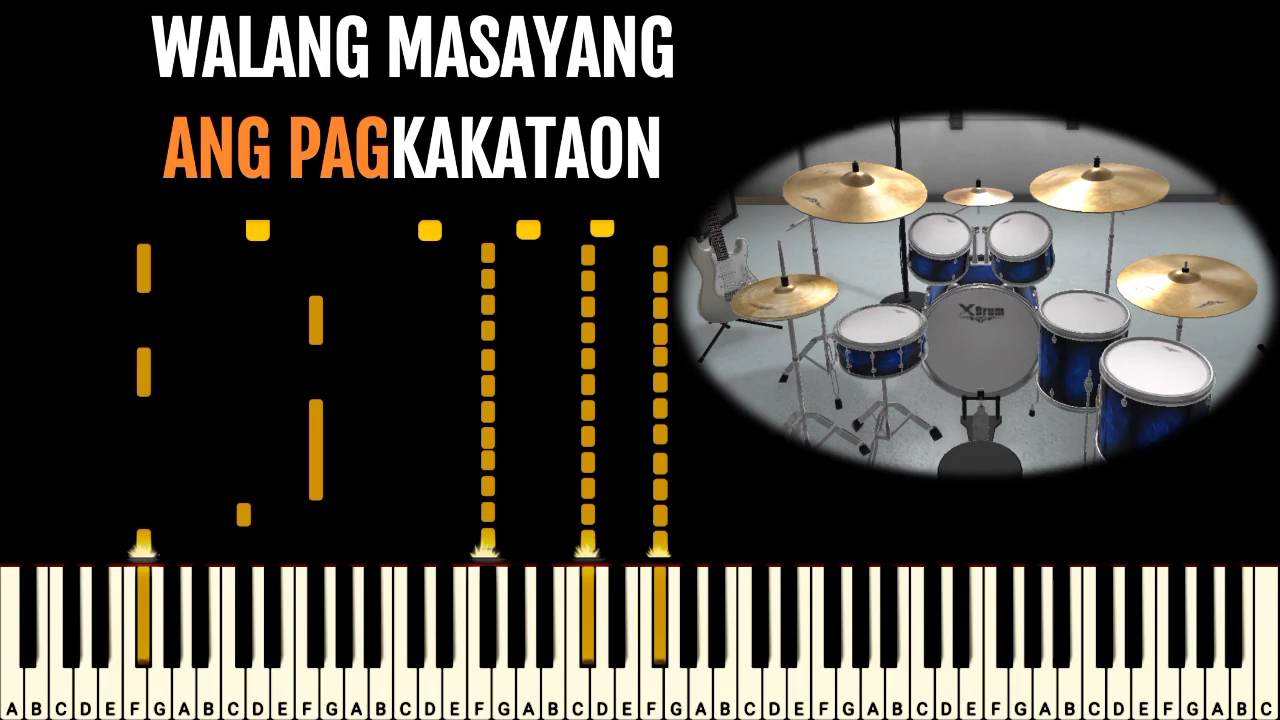 WALANG MASAYANG
ANG PAGKAKATAON
XDrum
A B C D E F G A B C D E F G A B C D E F G A B C D E F G A B C D E F G A B C D E F G A B C D E F G A B C